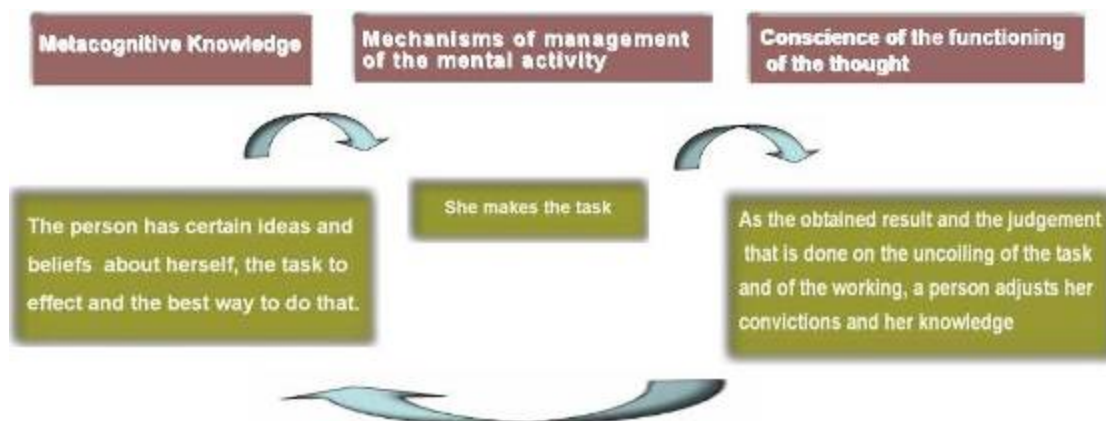 Metacognitive Knowledge
Mechanisms of management
of the mental activity
Conscience of the functioning
of the thought
The person has certain ideas and
beliefs about herself, the task to
effect and the best way to do that.
She makes the task
As the obtained result and the judgement
that is done on the uncoiling of the task
and of the working, a person adjusts her
convictions and her knowledge